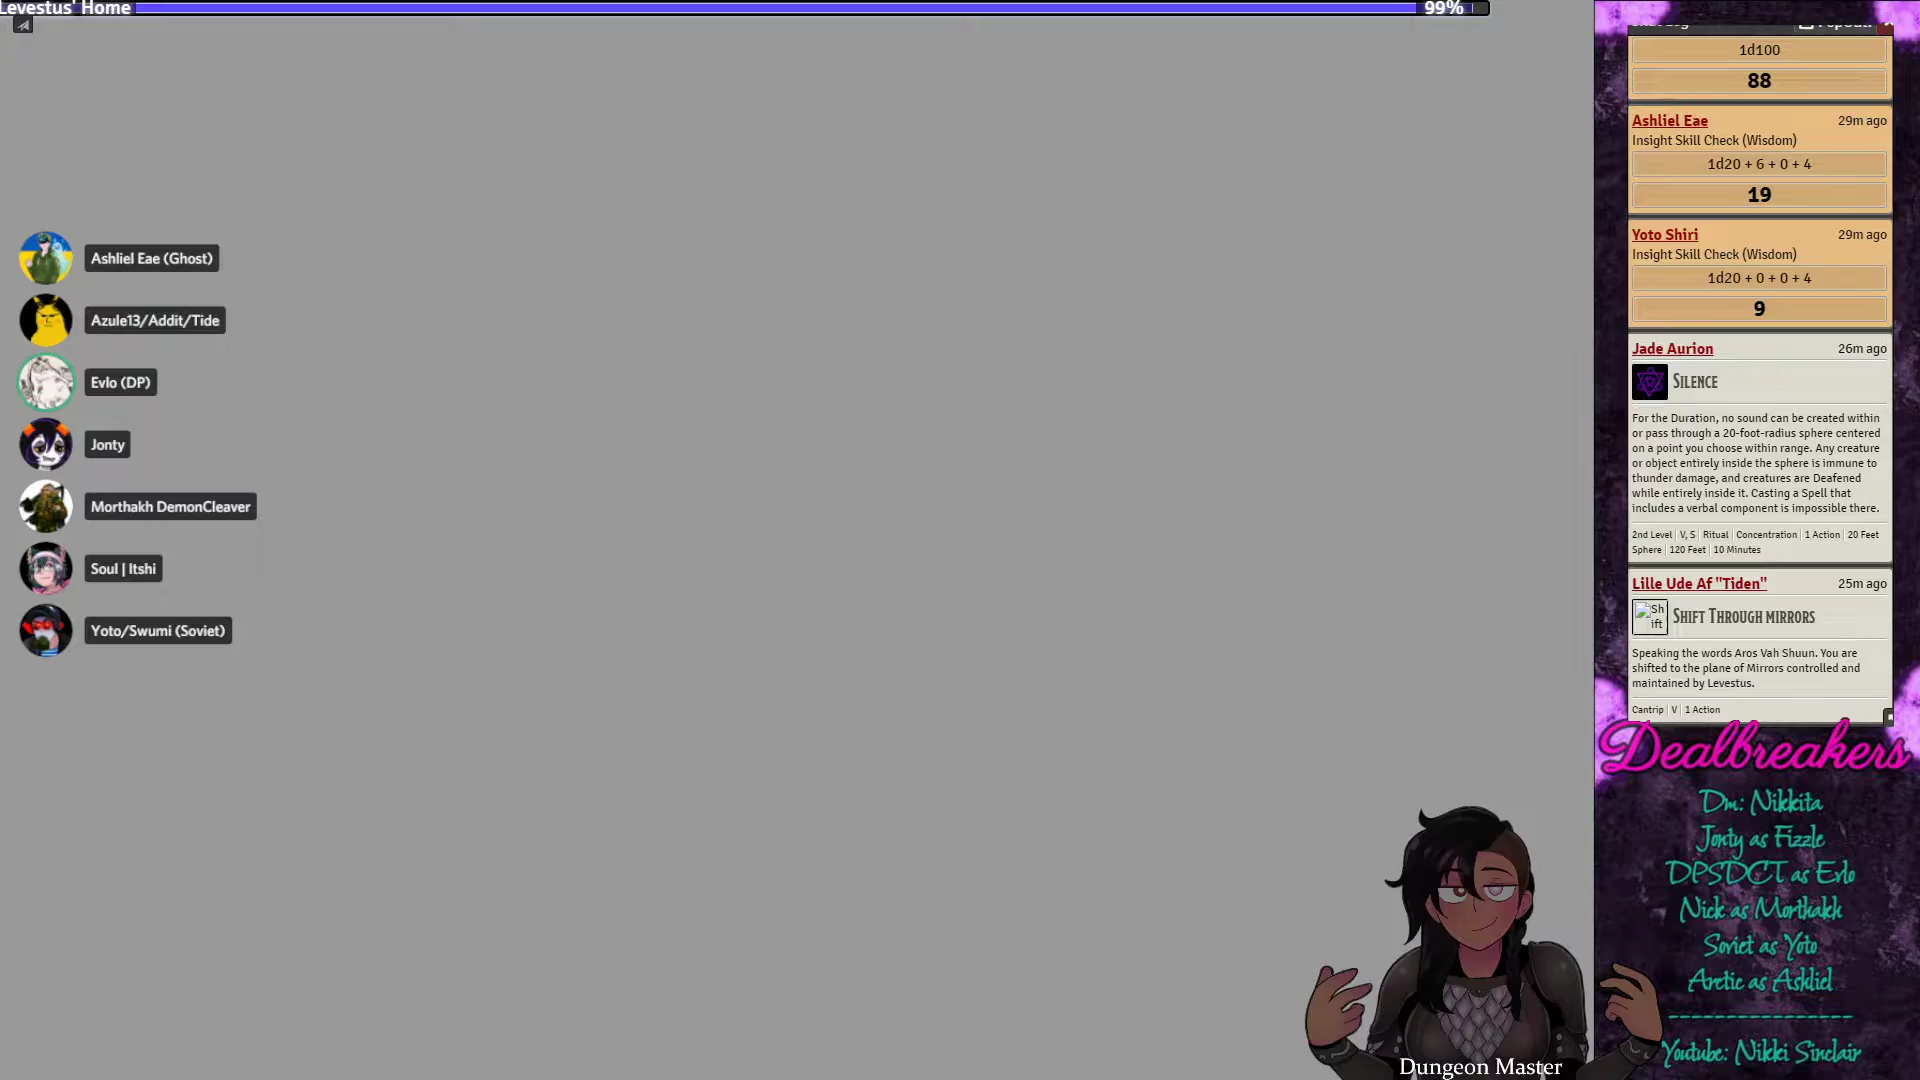 Levestus' Home
99%
1d100
88
Ashliel Eae 29m ago
Insight Skill Check (Wisdom)
1d20 + 6 + 0 + 4
19
Yoto Shiri 29m ago
Insight Skill Check (Wisdom)
1d20 + 0 + 0 + 4
9
Jade Aurion 26m ago
Silence
For the Duration, no sound can be created within
or pass through a 20-foot-radius sphere centered
on a point you choose within range. Any creature
or object entirely inside the sphere is immune to
thunder damage, and creatures are Deafened
while entirely inside it. Casting a Spell that
includes a verbal component is impossible there.
2nd Level | V, S | Ritual | Concentration | 1 Action | 20 Feet
Sphere | 120 Feet | 10 Minutes
Lille Ude Af "Tiden" 25m ago
Sh
ift
Shift Through mirrors
Speaking the words Aros Vah Shuun. You are
shifted to the plane of Mirrors controlled and
maintained by Levestus.
Cantrip | V | 1 Action
Ashliel Eae (Ghost)
Azule13/Addit/Tide
Evlo (DP)
Jonty
Morthakh DemonCleaver
Soul | Itshi
Yoto/Swumi (Soviet)
Dealbreakers
Dm: Nikkita
Jonty as Fizzle
DPSDCT as Evlo
Nick as Morthakh
Soviet as Yoto
Arctic as Ashliel
----------------
Youtube: Nikki Sinclair
Dungeon Master